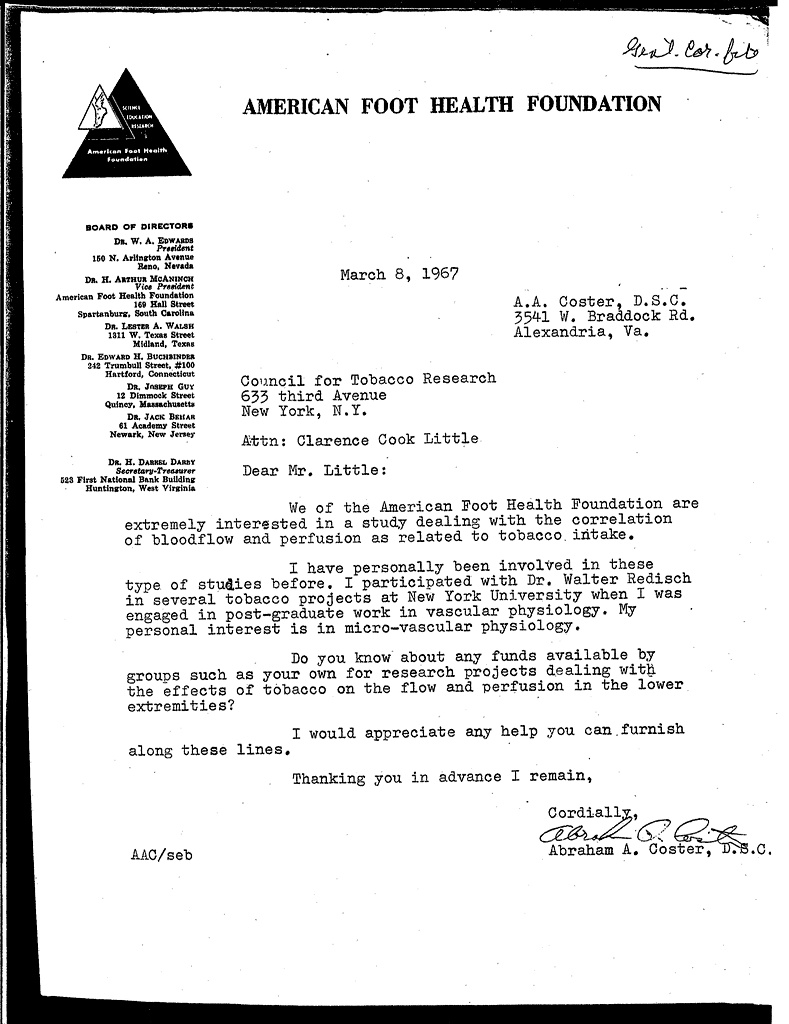 Gen'l. Cor.
SCIENCE
EDUCATION
RESEARCH
American Foot Health
Foundation
AMERICAN FOOT HEALTH FOUNDATION
BOARD OF DIRECTORS
DR. W. A. EDWARDS
President
150 N. Arlington Avenue
Reno, Nevada
DR. H. ARTHUR MCANINCH
Vice President
American Foot Health Foundation
169 Hall Street
Spartanburg, South Carolina
DR. LESTER A. WALSH
1311 W. Texas Street
Midland, Texas
DR. EDWARD H. BUCHBINDER
242 Trumbull Street, #100
Hartford, Connecticut
DR. JOSEPH GUY
12 Dimmock Street
Quincy, Massachusetts
DR. JACK BEHAR
61 Academy Street
Newark, New Jersey
DR. H. DARREL DARBY
Secretary-Treasurer
523 First National Bank Building
Huntington, West Virginia
March 8, 1967
A.A. Coster, D.S.C.
3541 W. Braddock Rd.
Alexandria, Va.
Council for Tobacco Research
633 third Avenue
New York, N.Y.
Attn: Clarence Cook Little
Dear Mr. Little:
We of the American Foot Health Foundation are
extremely interested in a study dealing with the correlation
of bloodflow and perfusion as related to tobacco intake.
I have personally been involved in these
type of studies before. I participated with Dr. Walter Redisch
in several tobacco projects at New York University when I was
engaged in post-graduate work in vascular physiology. My
personal interest is in micro-vascular physiology.
Do you know about any funds available by
groups such as your own for research projects dealing with
the effects of tobacco on the flow and perfusion in the lower
extremities?
I would appreciate any help you can furnish
along these lines.
Thanking you in advance I remain,
Cordially,
Abraham A. Coster, D.S.C.
AAC/seb